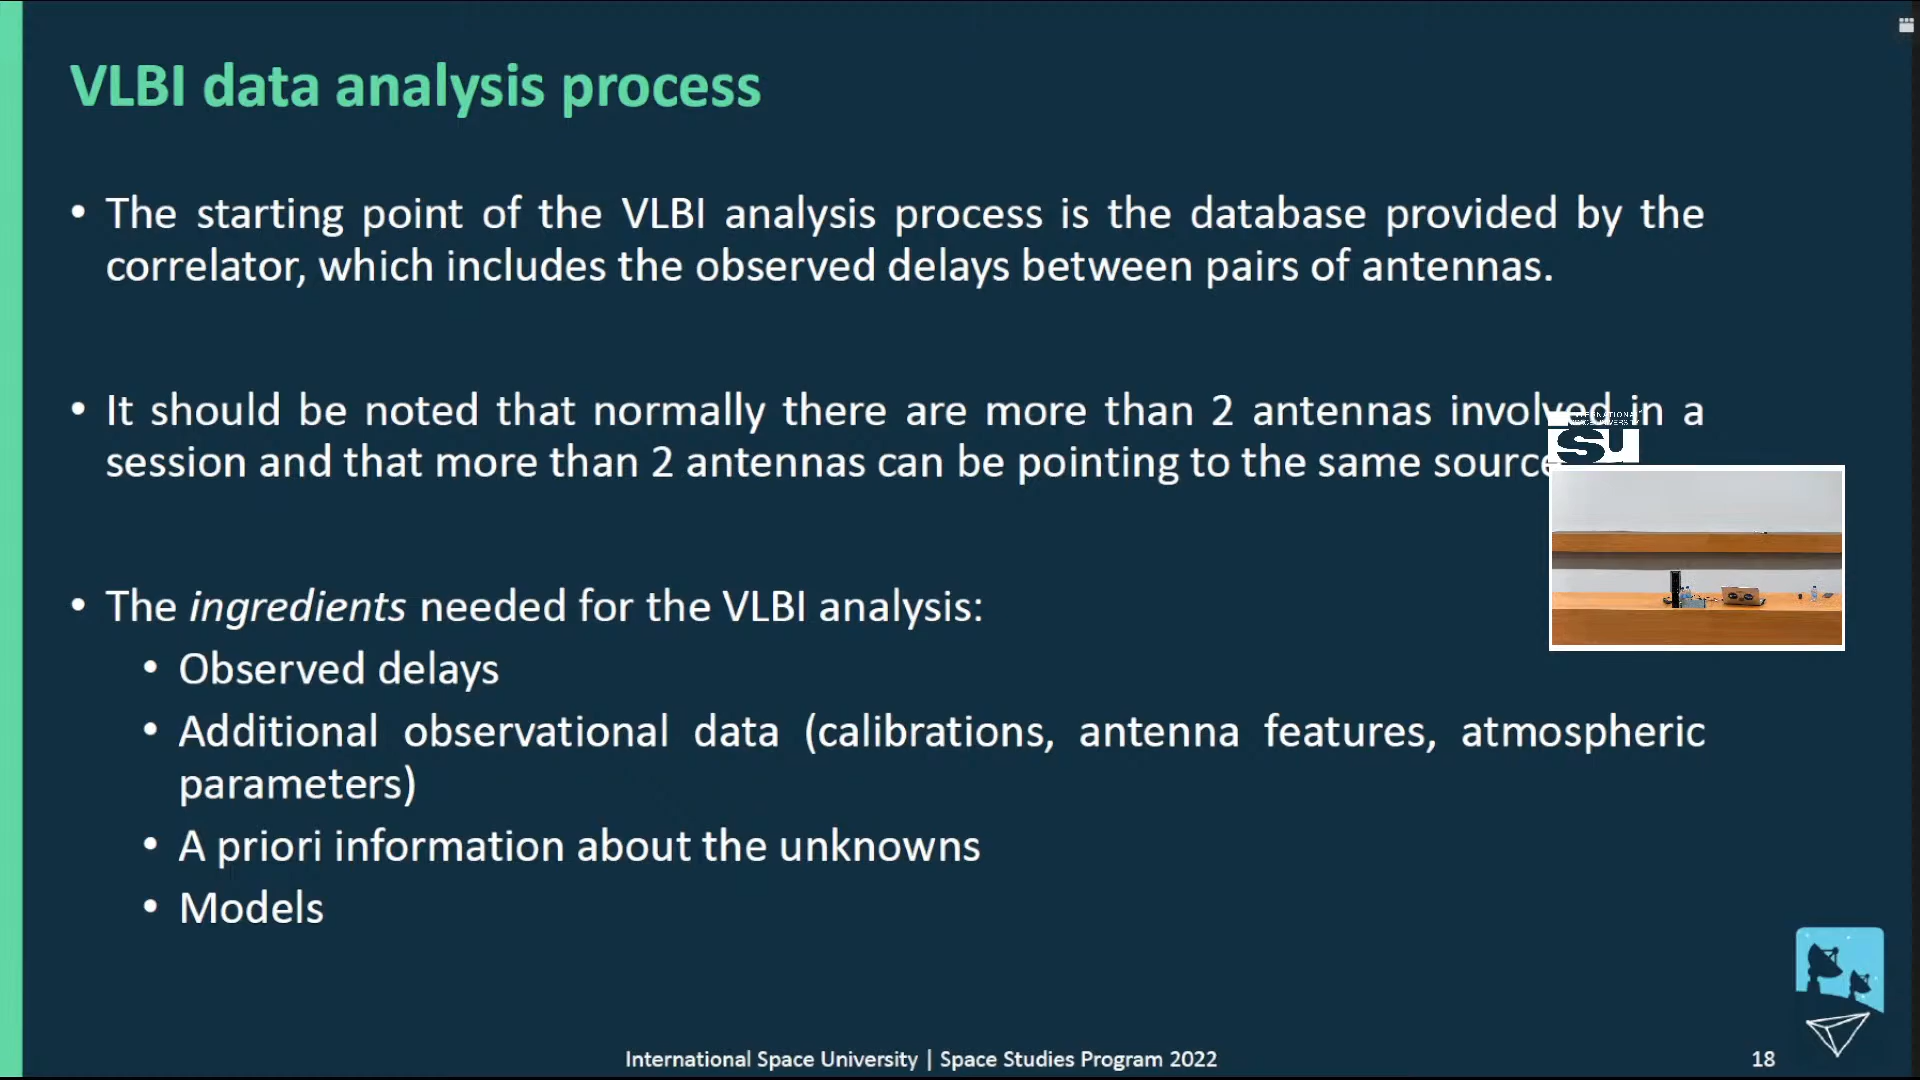 VLBI data analysis process
• The starting point of the VLBI analysis process is the database provided by the
correlator, which includes the observed delays between pairs of antennas.
• It should be noted that normally there are more than 2 antennas involved in a
session and that more than 2 antennas can be pointing to the same source
INTERNATIONAL
SPACE UNIVERSITY
ISU
• The ingredients needed for the VLBI analysis:
• Observed delays
• Additional observational data (calibrations, antenna features, atmospheric
parameters)
• A priori information about the unknowns
• Models
International Space University | Space Studies Program 2022
18